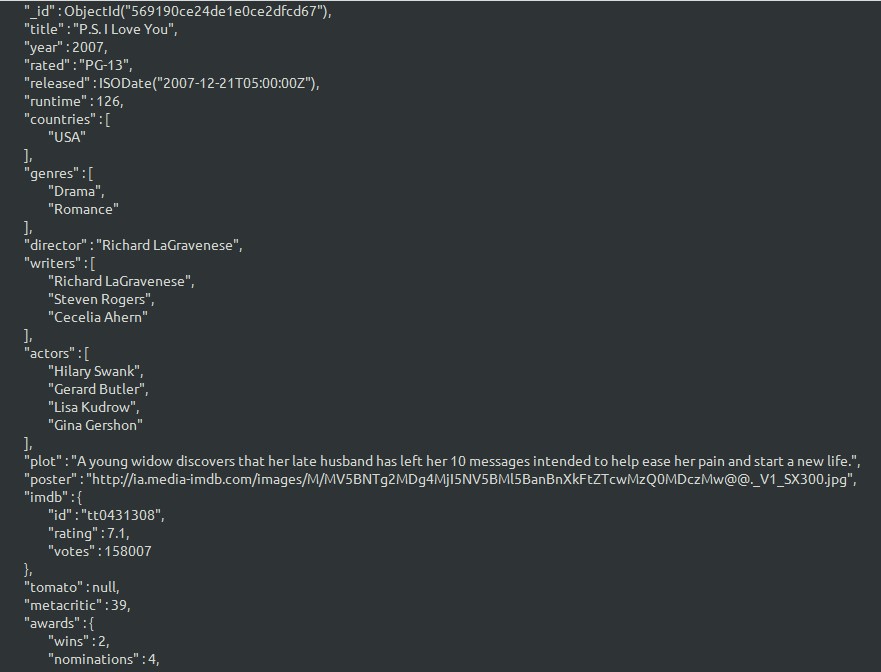 "_id" : ObjectId("569190ce24de1e0ce2dfcd67"),
"title" : "P.S. I Love You",
"year" : 2007,
"rated" : "PG-13",
"released" : ISODate("2007-12-21T05:00:00Z"),
"runtime" : 126,
"countries" : [
"USA"
],
"genres" : [
"Drama",
"Romance"
],
"director" : "Richard LaGravenese",
"writers" : [
"Richard LaGravenese",
"Steven Rogers",
"Cecelia Ahern"
],
"actors" : [
"Hilary Swank",
"Gerard Butler",
"Lisa Kudrow",
"Gina Gershon"
],
"plot" : "A young widow discovers that her late husband has left her 10 messages intended to help ease her pain and start a new life.",
"poster" : "http://ia.media-imdb.com/images/M/MV5BNTg2MDg4MjI5NV5BMl5BanBnXkFtZTcwMzQ0MDczMw@@._V1_SX300.jpg",
"imdb" : {
"id" : "tt0431308",
"rating" : 7.1,
"votes" : 158007
},
"tomato" : null,
"metacritic" : 39,
"awards" : {
"wins" : 2,
"nominations" : 4,